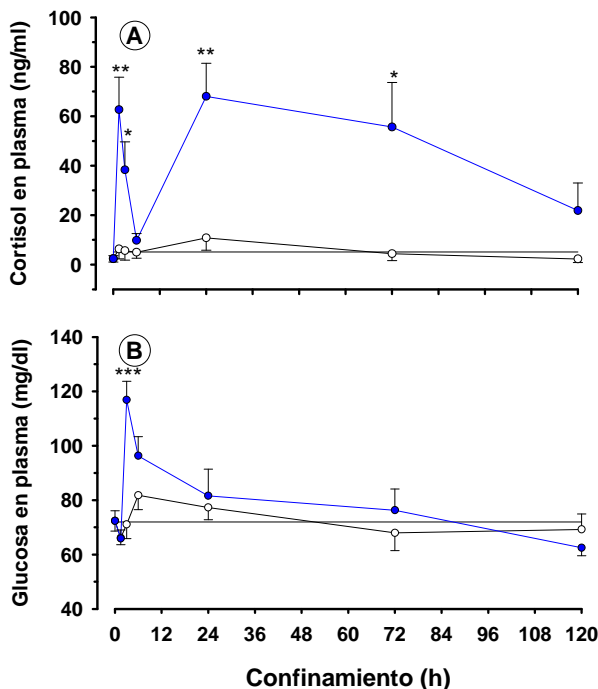 Cortisol en plasma (ng/ml)
100
80
60
40
20
0
A
**
*
**
*
Glucosa en plasma (mg/dl)
140
120
100
80
60
40
B
***
0 12 24 36 48 60 72 84 96 108 120
Confinamiento (h)